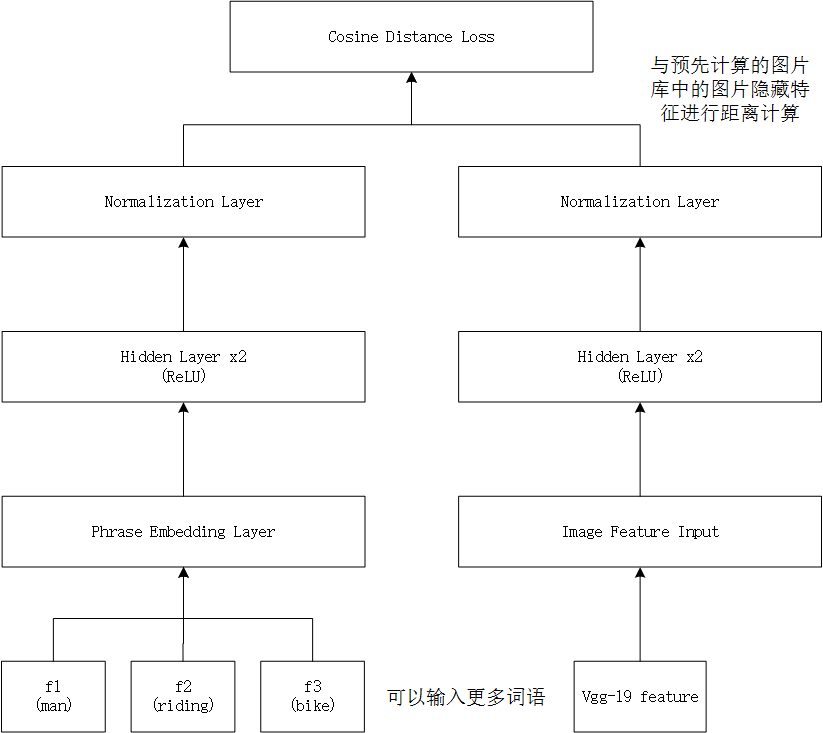 Cosine Distance Loss
与预先计算的图片
库中的图片隐藏特
征进行距离计算
Normalization Layer
Normalization Layer
Hidden Layer x2
(ReLU)
Hidden Layer x2
(ReLU)
Phrase Embedding Layer
Image Feature Input
f1
(man)
f2
(riding)
f3
(bike)
可以输入更多词语
Vgg-19 feature